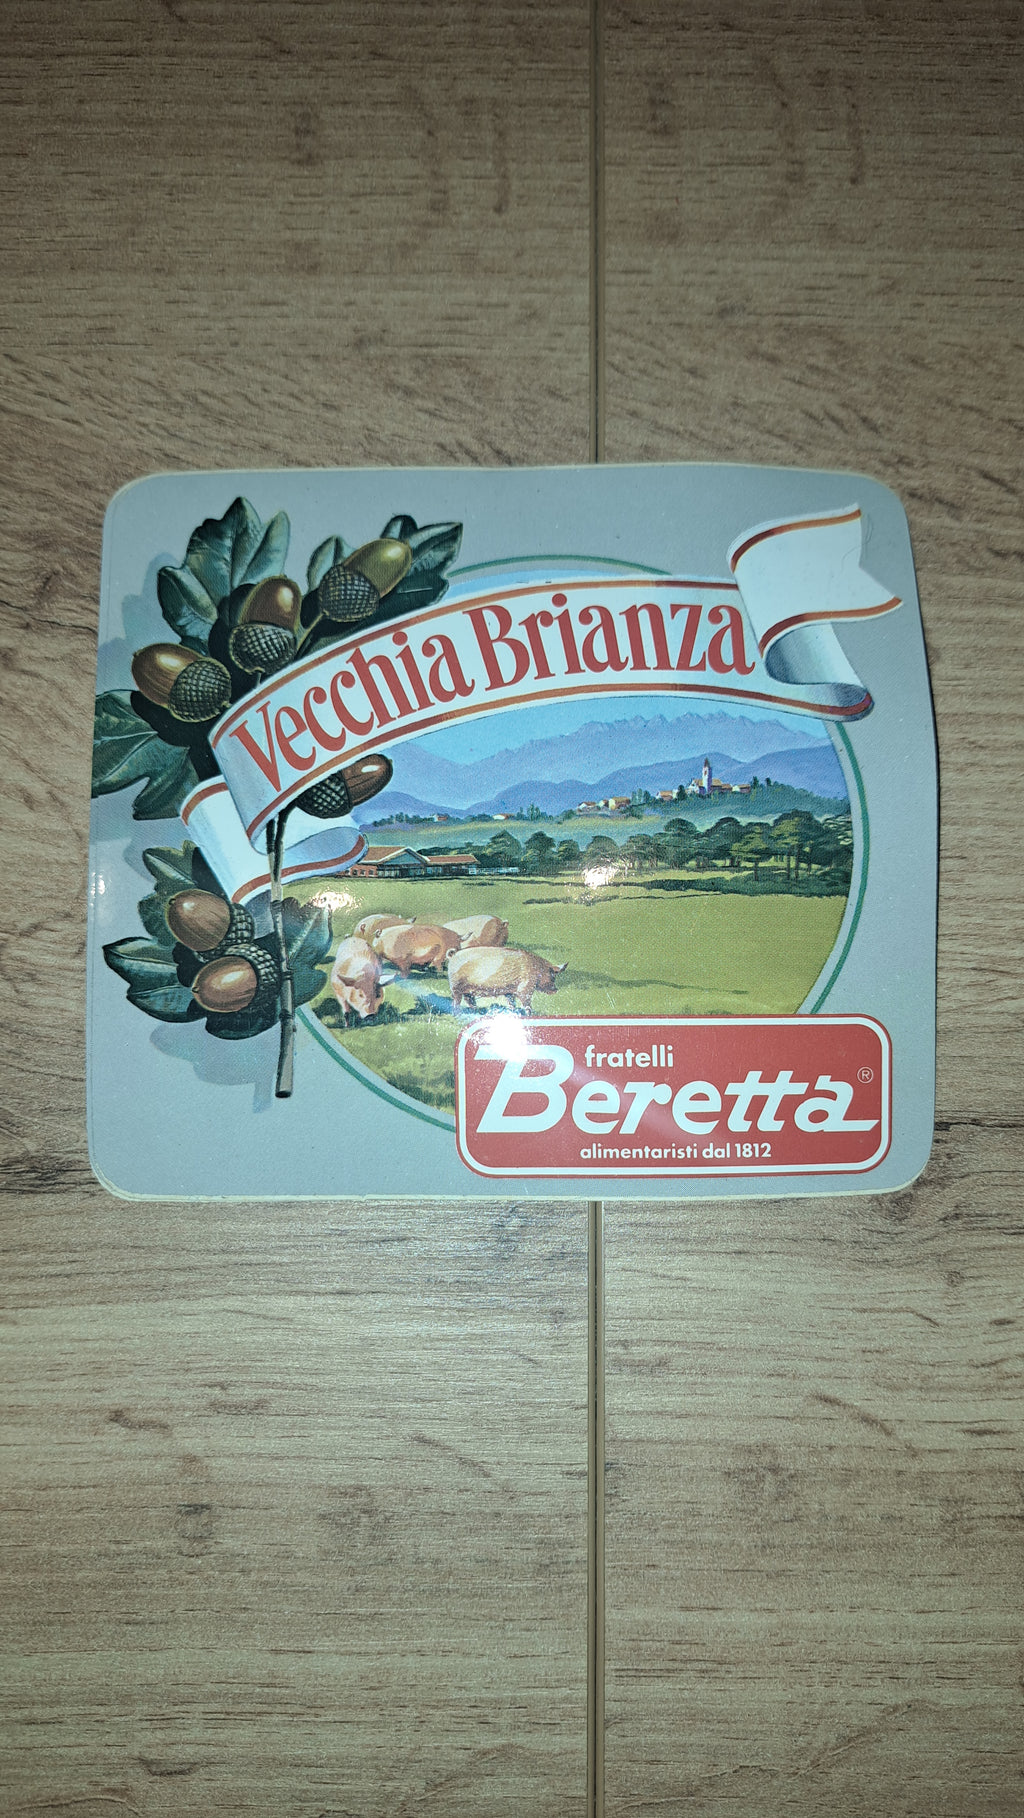 Vecchia Brianza
fratelli
Beretta®
alimentaristi dal 1812